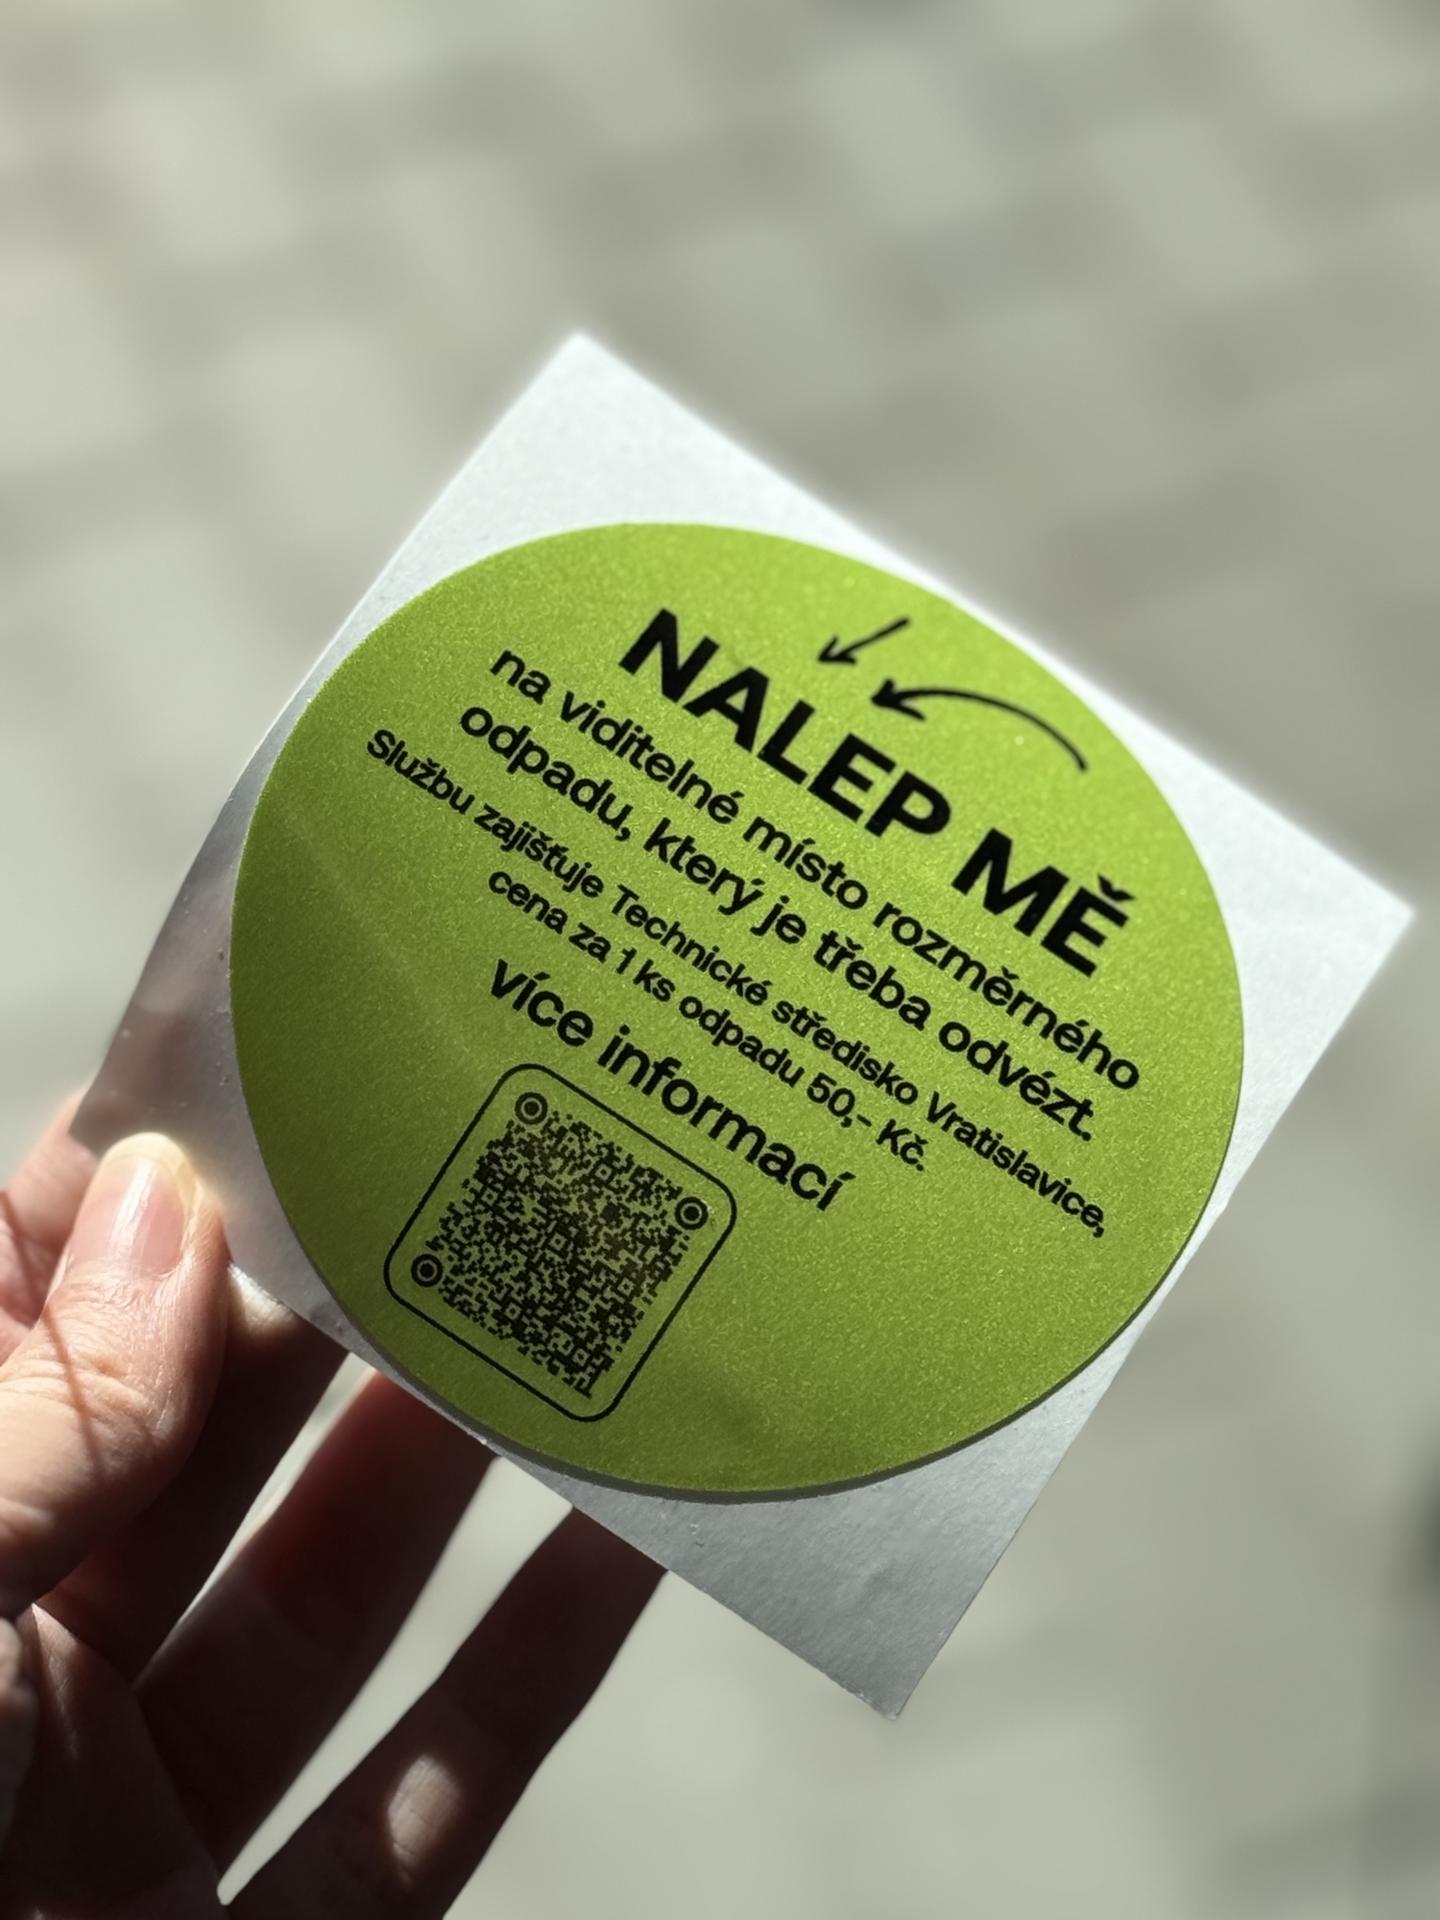 NALEP MĚ
na viditelné místo rozměrného
odpadu, který je třeba odvézt.
Službu zajišťuje Technické středisko Vratislavice,
cena za 1 ks odpadu 50,- Kč.
více informací